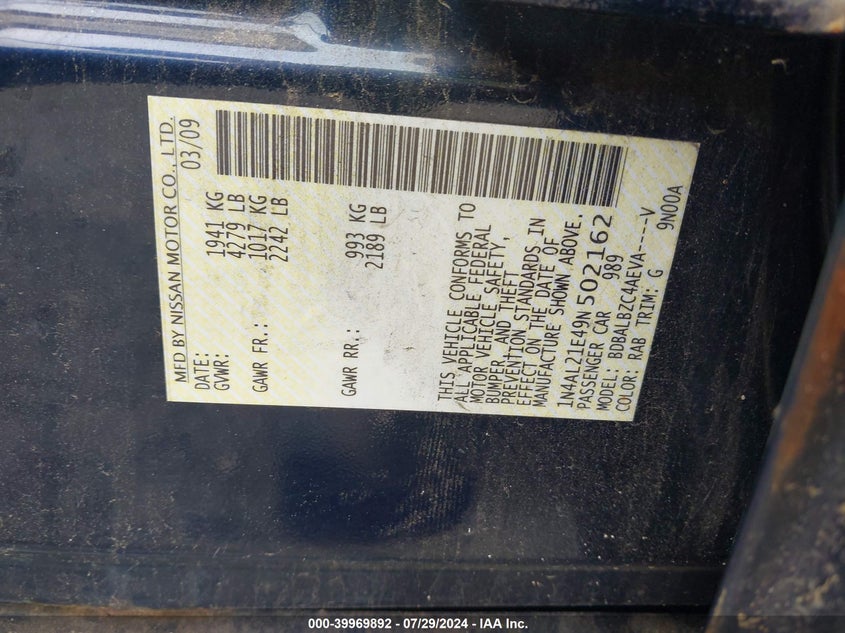 MFD BY NISSAN MOTOR CO., LTD.
DATE: 03/09
GVWR: 1941 KG
4279 LB
GAWR FR.: 1017 KG
2242 LB
GAWR RR.: 993 KG
2189 LB
THIS VEHICLE CONFORMS TO
ALL APPLICABLE FEDERAL
MOTOR VEHICLE SAFETY,
BUMPER, AND THEFT
PREVENTION STANDARDS IN
EFFECT ON THE DATE OF
MANUFACTURE SHOWN ABOVE.
1N4AL21E49N502162
PASSENGER CAR 989
MODEL: BDBALBZC4AEVA-----V
COLOR: RAB TRIM: G 9N00A
000-39969892 - 07/29/2024 - IAA Inc.